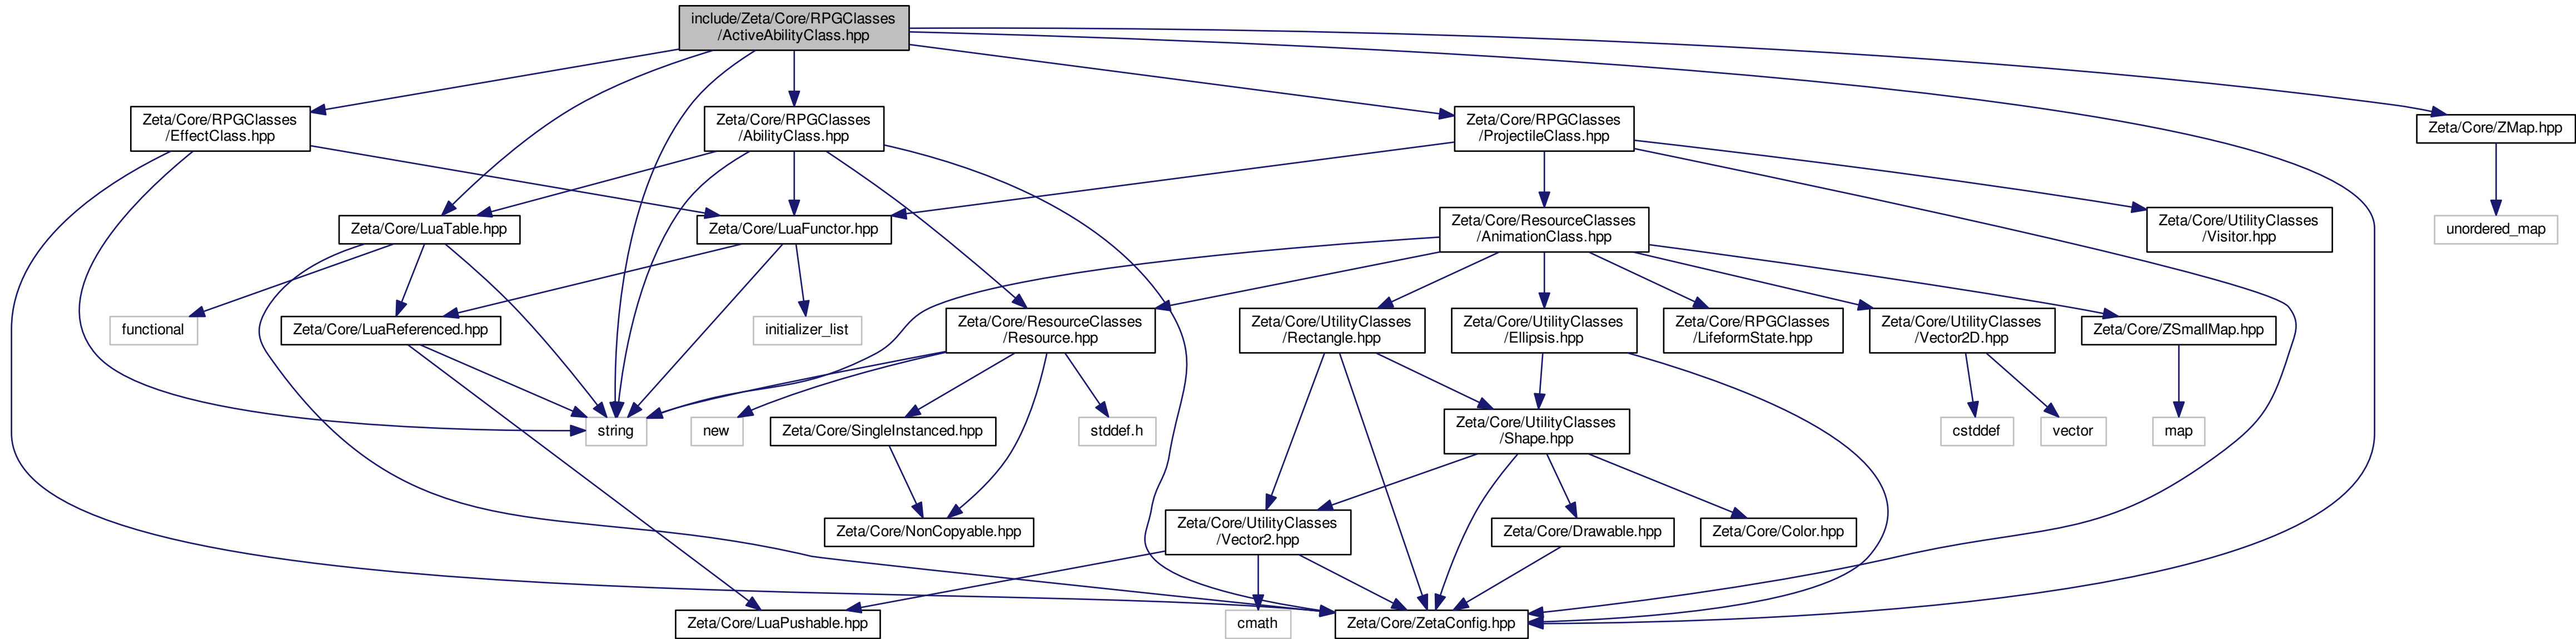 include/Zeta/Core/RPGClasses
/ActiveAbilityClass.hpp
Zeta/Core/RPGClasses
/EffectClass.hpp
Zeta/Core/RPGClasses
/AbilityClass.hpp
Zeta/Core/RPGClasses
/ProjectileClass.hpp
Zeta/Core/ZMap.hpp
Zeta/Core/LuaTable.hpp
Zeta/Core/LuaFunctor.hpp
Zeta/Core/ResourceClasses
/AnimationClass.hpp
Zeta/Core/UtilityClasses
/Visitor.hpp
unordered_map
functional
Zeta/Core/LuaReferenced.hpp
initializer_list
Zeta/Core/ResourceClasses
/Resource.hpp
Zeta/Core/UtilityClasses
/Rectangle.hpp
Zeta/Core/UtilityClasses
/Ellipsis.hpp
Zeta/Core/RPGClasses
/LifeformState.hpp
Zeta/Core/UtilityClasses
/Vector2D.hpp
Zeta/Core/ZSmallMap.hpp
string
new
Zeta/Core/SingleInstanced.hpp
stddef.h
Zeta/Core/UtilityClasses
/Shape.hpp
cstddef
vector
map
Zeta/Core/NonCopyable.hpp
Zeta/Core/UtilityClasses
/Vector2.hpp
Zeta/Core/Drawable.hpp
Zeta/Core/Color.hpp
Zeta/Core/LuaPushable.hpp
cmath
Zeta/Core/ZetaConfig.hpp